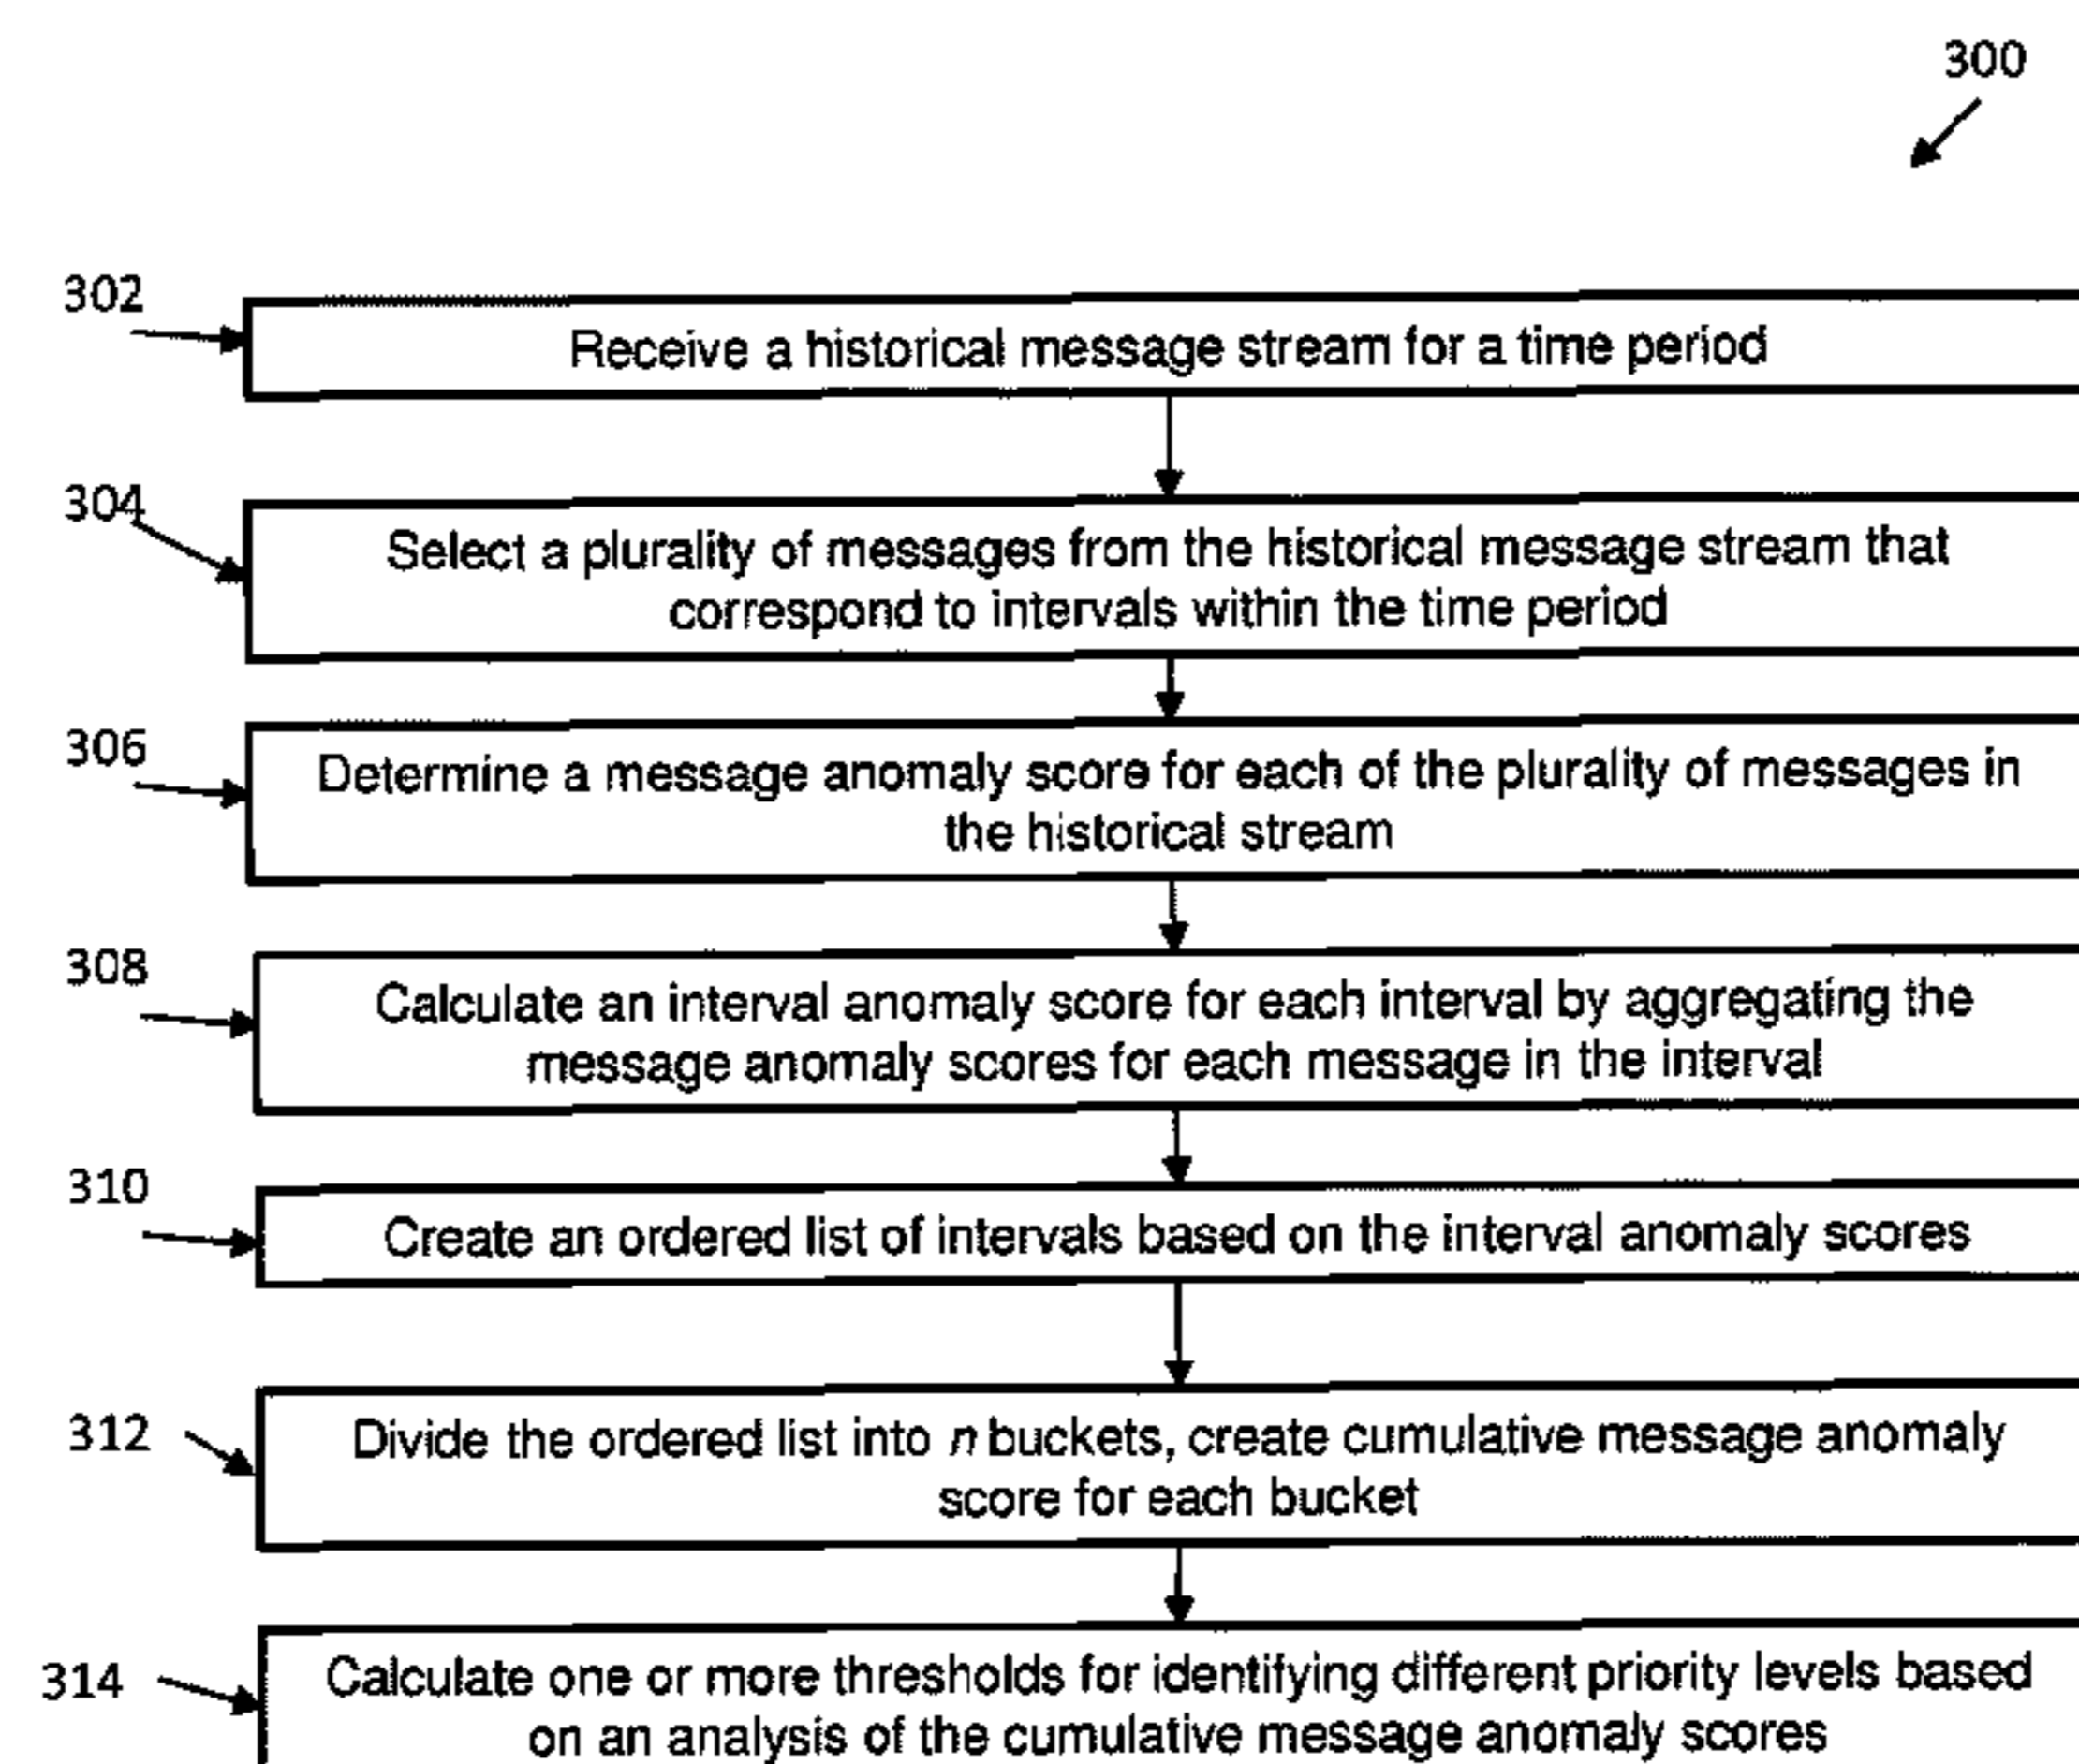 300
302
Receive a historical message stream for a time period
304
Select a plurality of messages from the historical message stream that
correspond to intervals within the time period
306
Determine a message anomaly score for each of the plurality of messages in
the historical stream
308
Calculate an interval anomaly score for each interval by aggregating the
message anomaly scores for each message in the interval
310
Create an ordered list of intervals based on the interval anomaly scores
312
Divide the ordered list into n buckets, create cumulative message anomaly
score for each bucket
314
Calculate one or more thresholds for identifying different priority levels based
on an analysis of the cumulative message anomaly scores